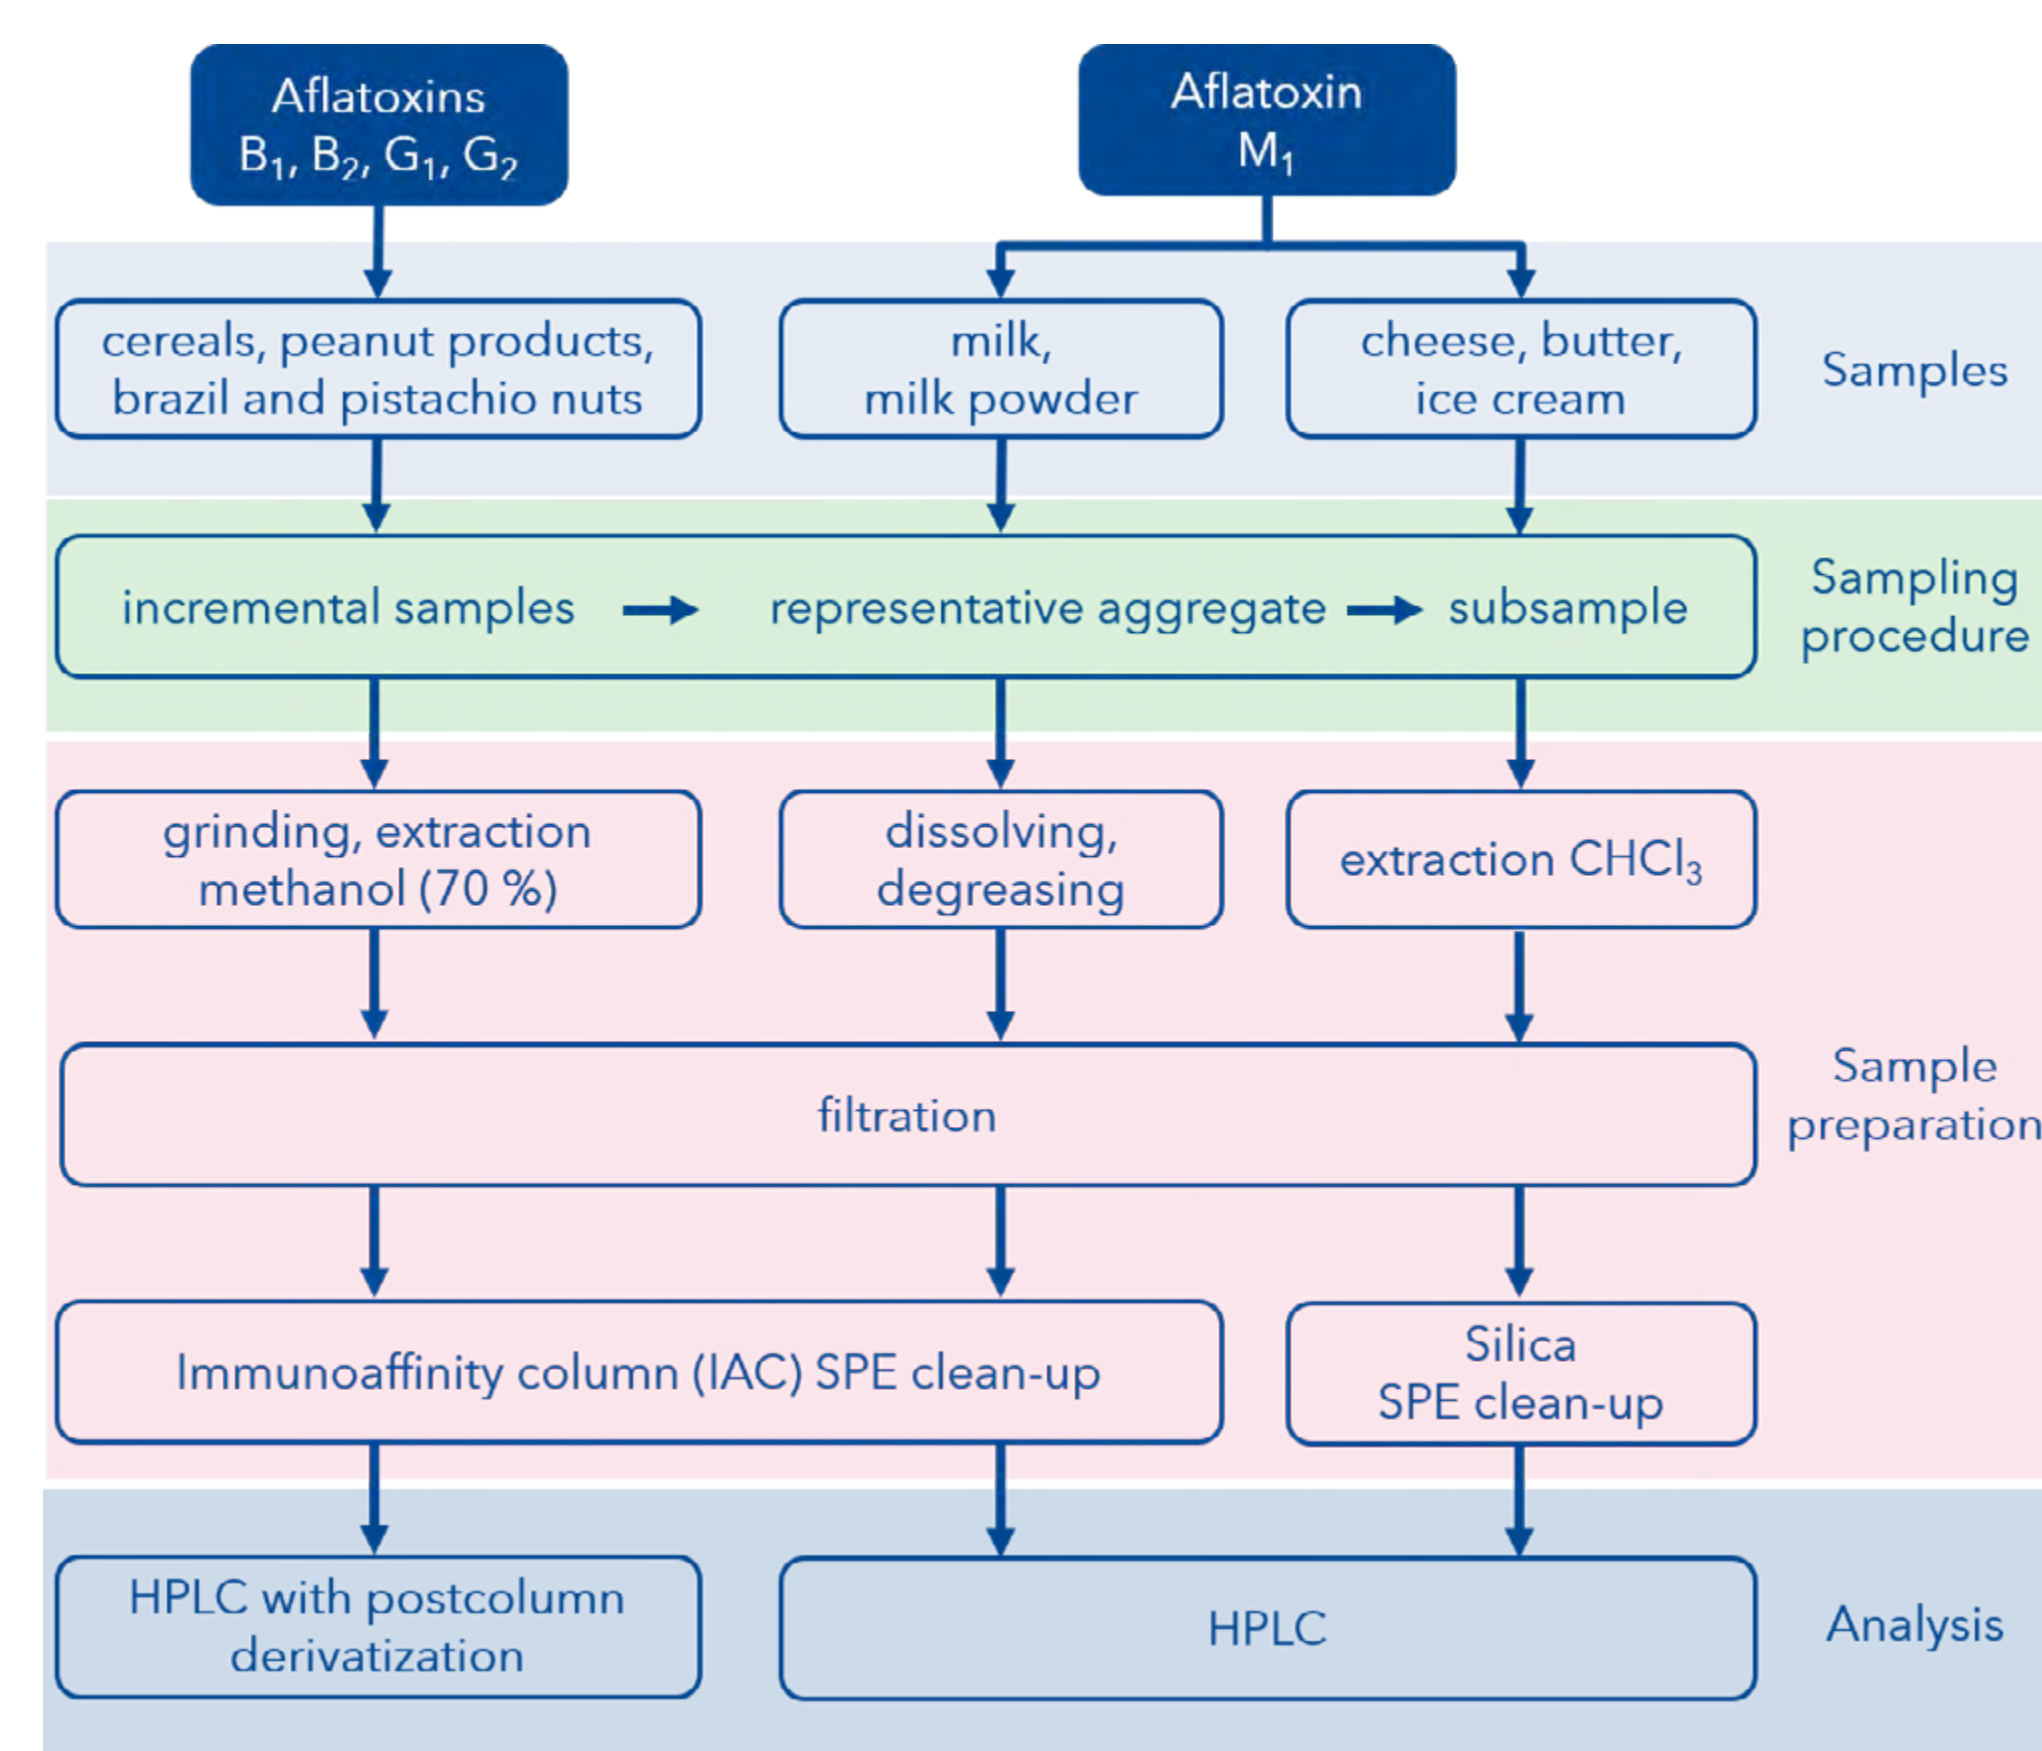 Aflatoxins
B₁, B₂, G₁, G₂
Aflatoxin
M₁
cereals, peanut products,
brazil and pistachio nuts
milk,
milk powder
cheese, butter,
ice cream
Samples
incremental samples → representative aggregate → subsample
Sampling
procedure
grinding, extraction
methanol (70 %)
dissolving,
degreasing
extraction CHCl₃
filtration
Sample
preparation
Immunoaffinity column (IAC) SPE clean-up
Silica
SPE clean-up
HPLC with postcolumn
derivatization
HPLC
Analysis